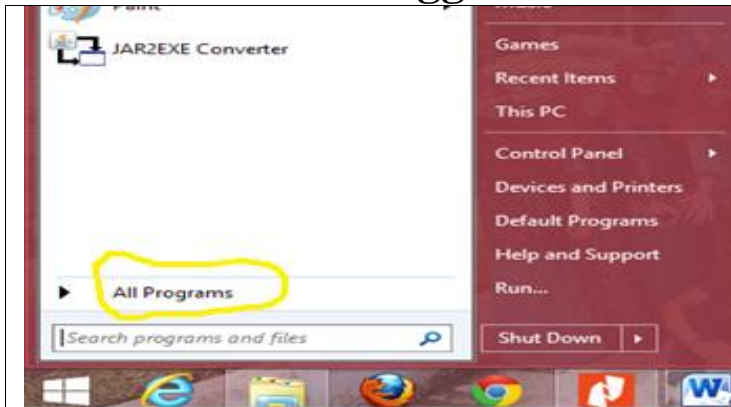 Paint
JAR2EXE Converter
All Programs
Search programs and files
Games
Recent Items
This PC
Control Panel
Devices and Printers
Default Programs
Help and Support
Run...
Shut Down
W